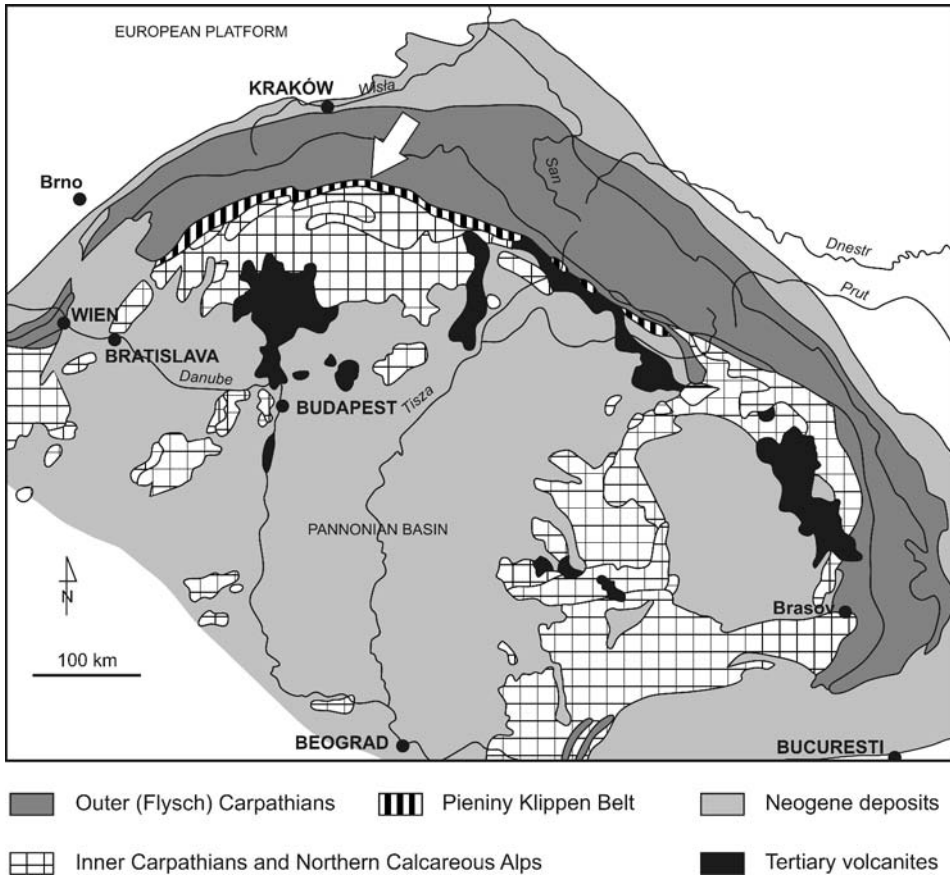 EUROPEAN PLATFORM
KRAKÓW
Wisła
Brno
San
Dnestr
Prut
WIEN
BRATISLAVA
Danube
BUDAPEST
Tisza
PANNONIAN BASIN
N
Brasov
100 km
BEOGRAD
BUCURESTI
Outer (Flysch) Carpathians
Pieniny Klippen Belt
Neogene deposits
Inner Carpathians and Northern Calcareous Alps
Tertiary volcanites